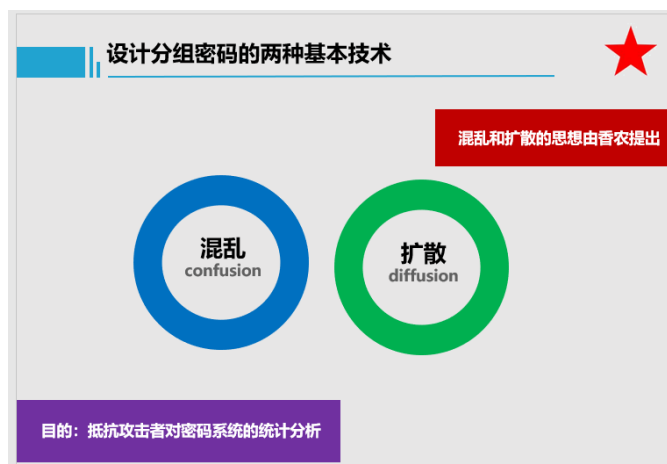 设计分组密码的两种基本技术
混乱和扩散的思想由香农提出
混乱
confusion
扩散
diffusion
目的：抵抗攻击者对密码系统的统计分析